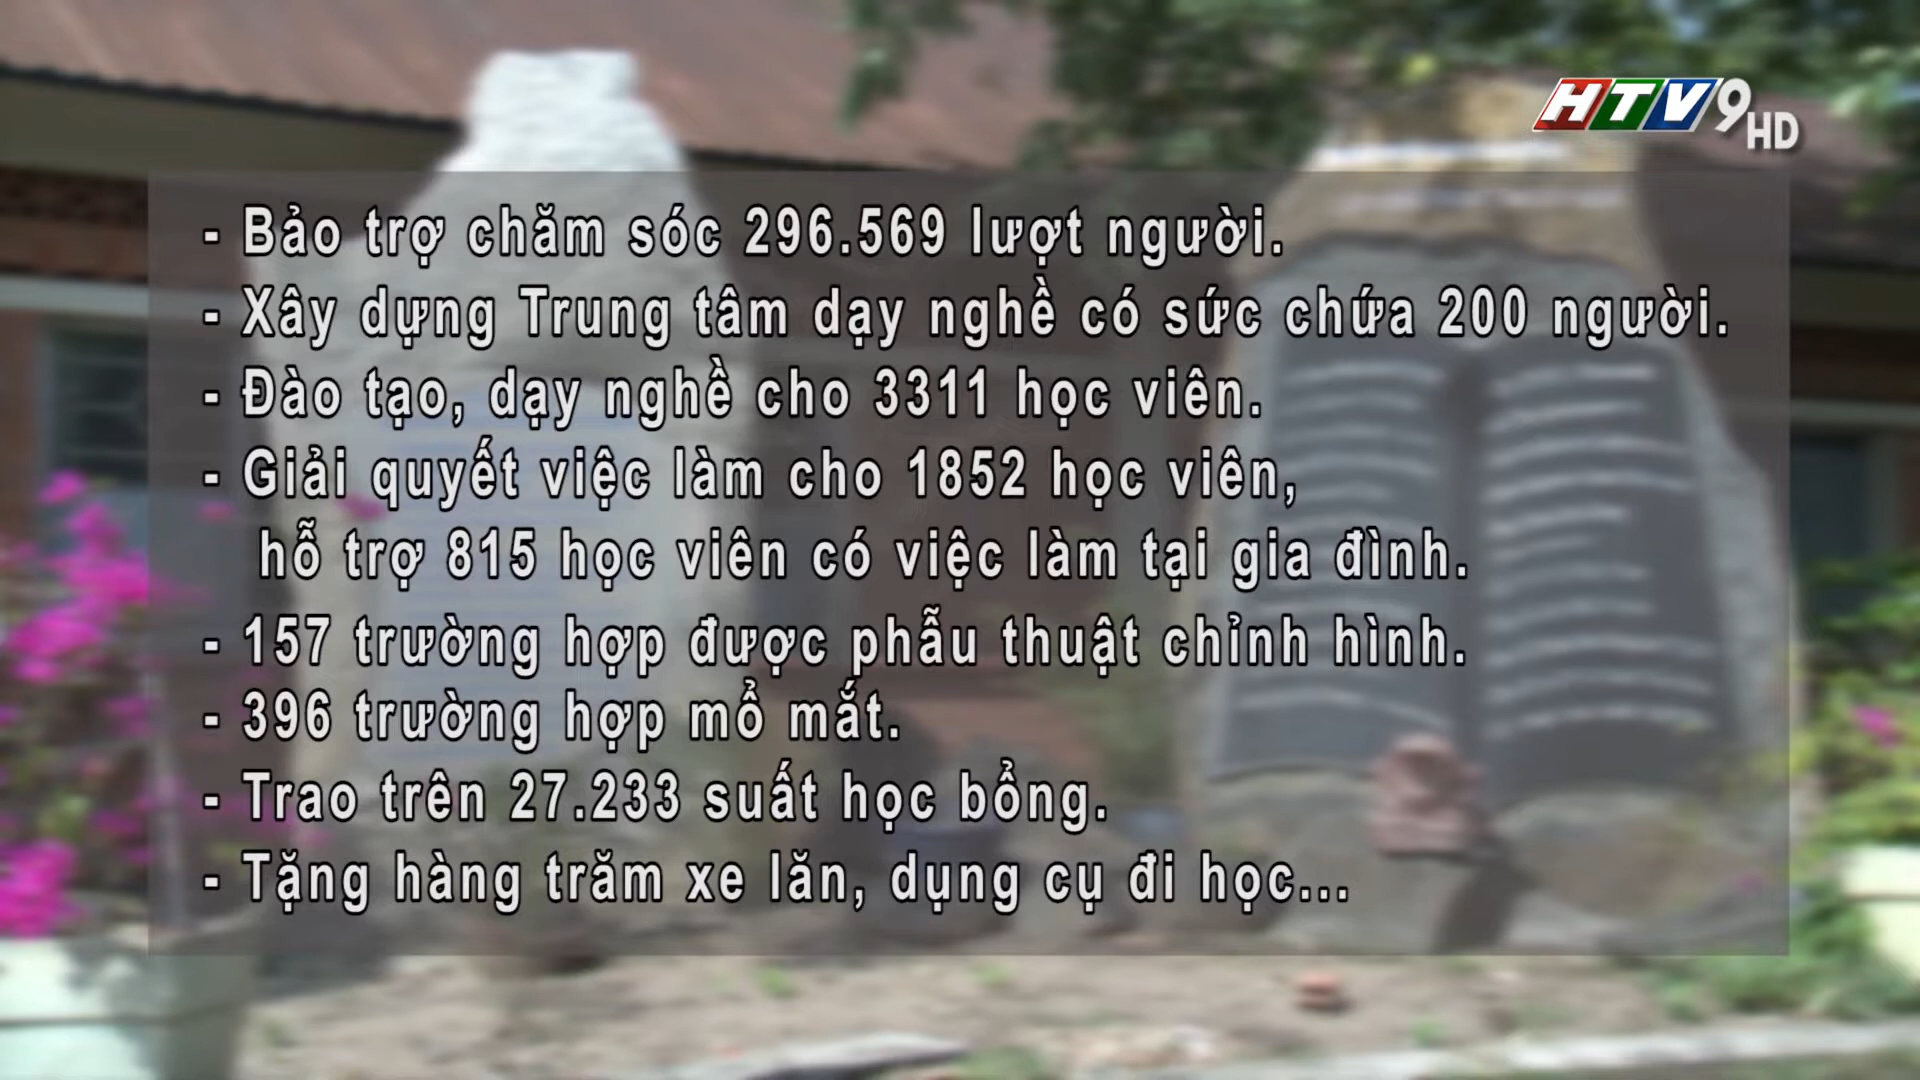 HTV9 HD
- Bảo trợ chăm sóc 296.569 lượt người.
- Xây dựng Trung tâm dạy nghề có sức chứa 200 người.
- Đào tạo, dạy nghề cho 3311 học viên.
- Giải quyết việc làm cho 1852 học viên,
hỗ trợ 815 học viên có việc làm tại gia đình.
- 157 trường hợp được phẫu thuật chỉnh hình.
- 396 trường hợp mổ mắt.
- Trao trên 27.233 suất học bổng.
- Tặng hàng trăm xe lăn, dụng cụ đi học...